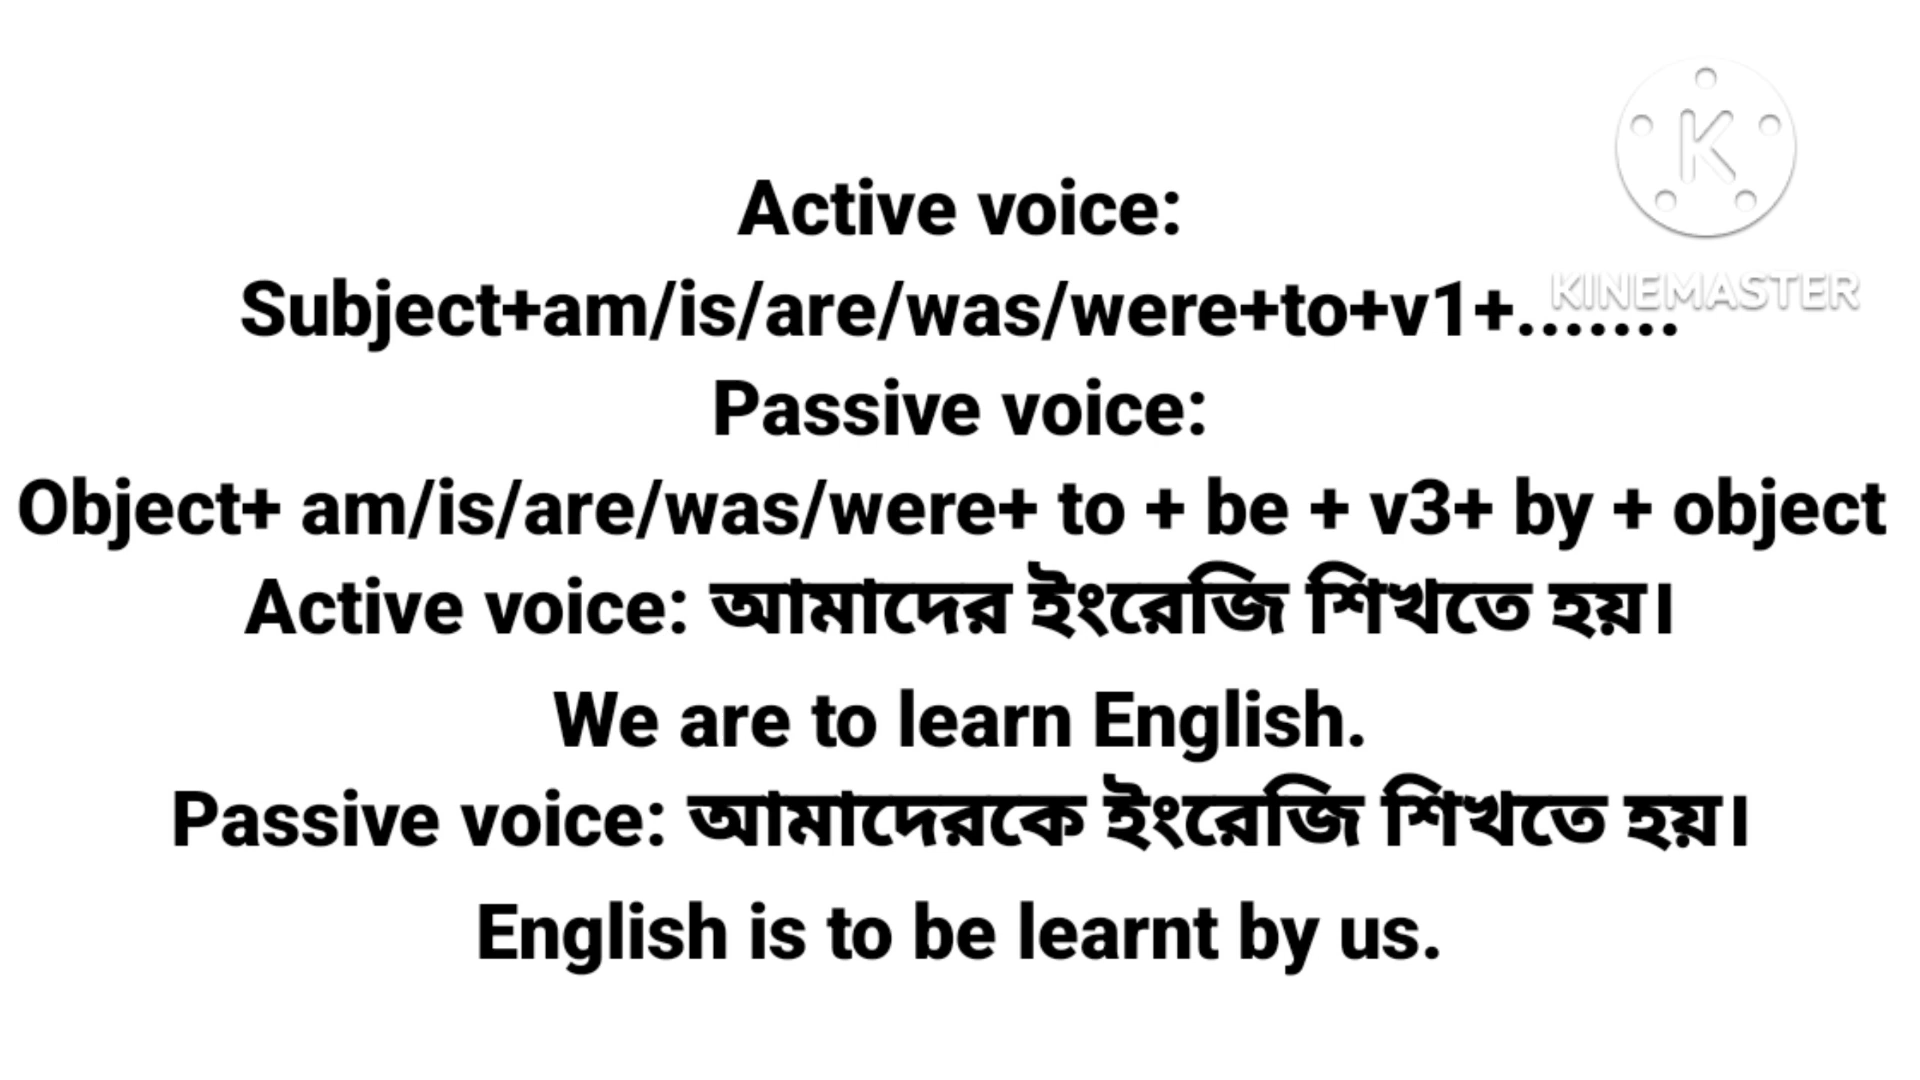 K
KINEMASTER
Active voice:
Subject+am/is/are/was/were+to+v1+.......
Passive voice:
Object+ am/is/are/was/were+ to + be + v3+ by + object
Active voice: আমাদের ইংরেজি শিখতে হয়।
We are to learn English.
Passive voice: আমাদেরকে ইংরেজি শিখতে হয়।
English is to be learnt by us.